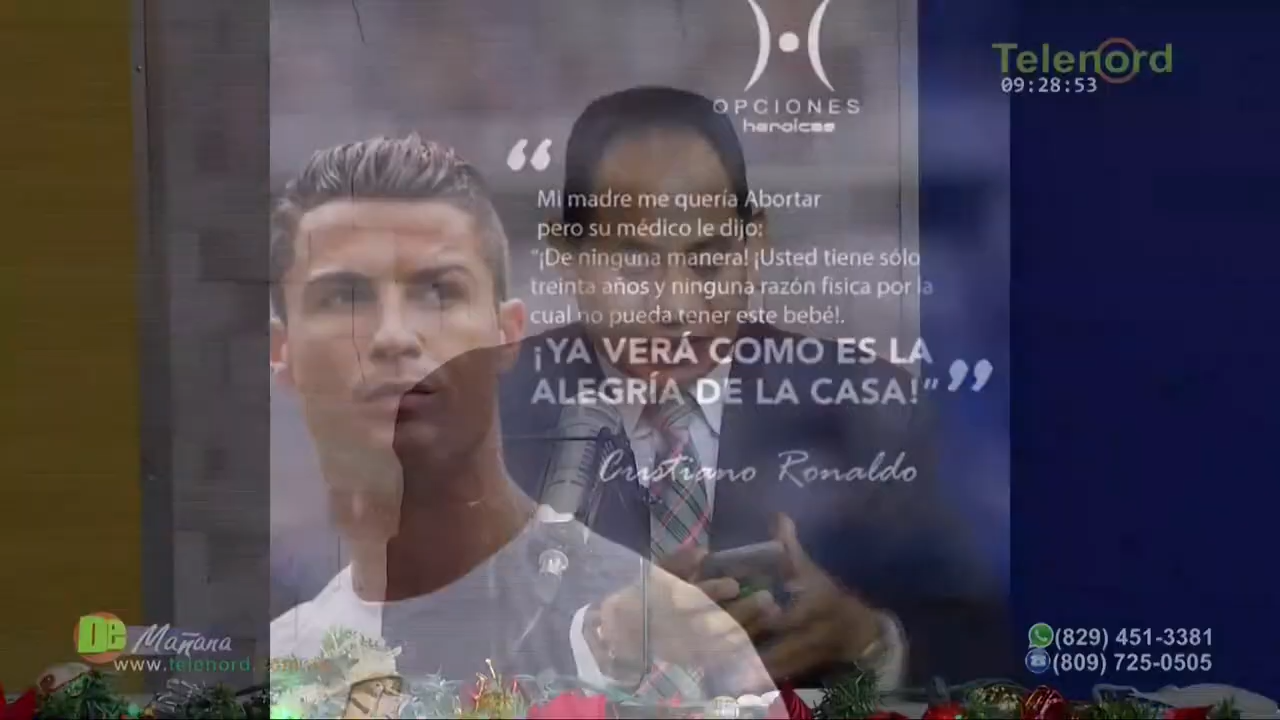 Telenord
09:28:53
OPCIONES
heroicas
“
Mi madre me quería Abortar
pero su médico le dijo:
“¡De ninguna manera! ¡Usted tiene sólo
treinta años y ninguna razón fisica por la
cual no pueda tener este bebé!.
¡YA VERÁ COMO ES LA
ALEGRÍA DE LA CASA!” ”
Cristiano Ronaldo
De Mañana
www.telenord.com
(829) 451-3381
(809) 725-0505